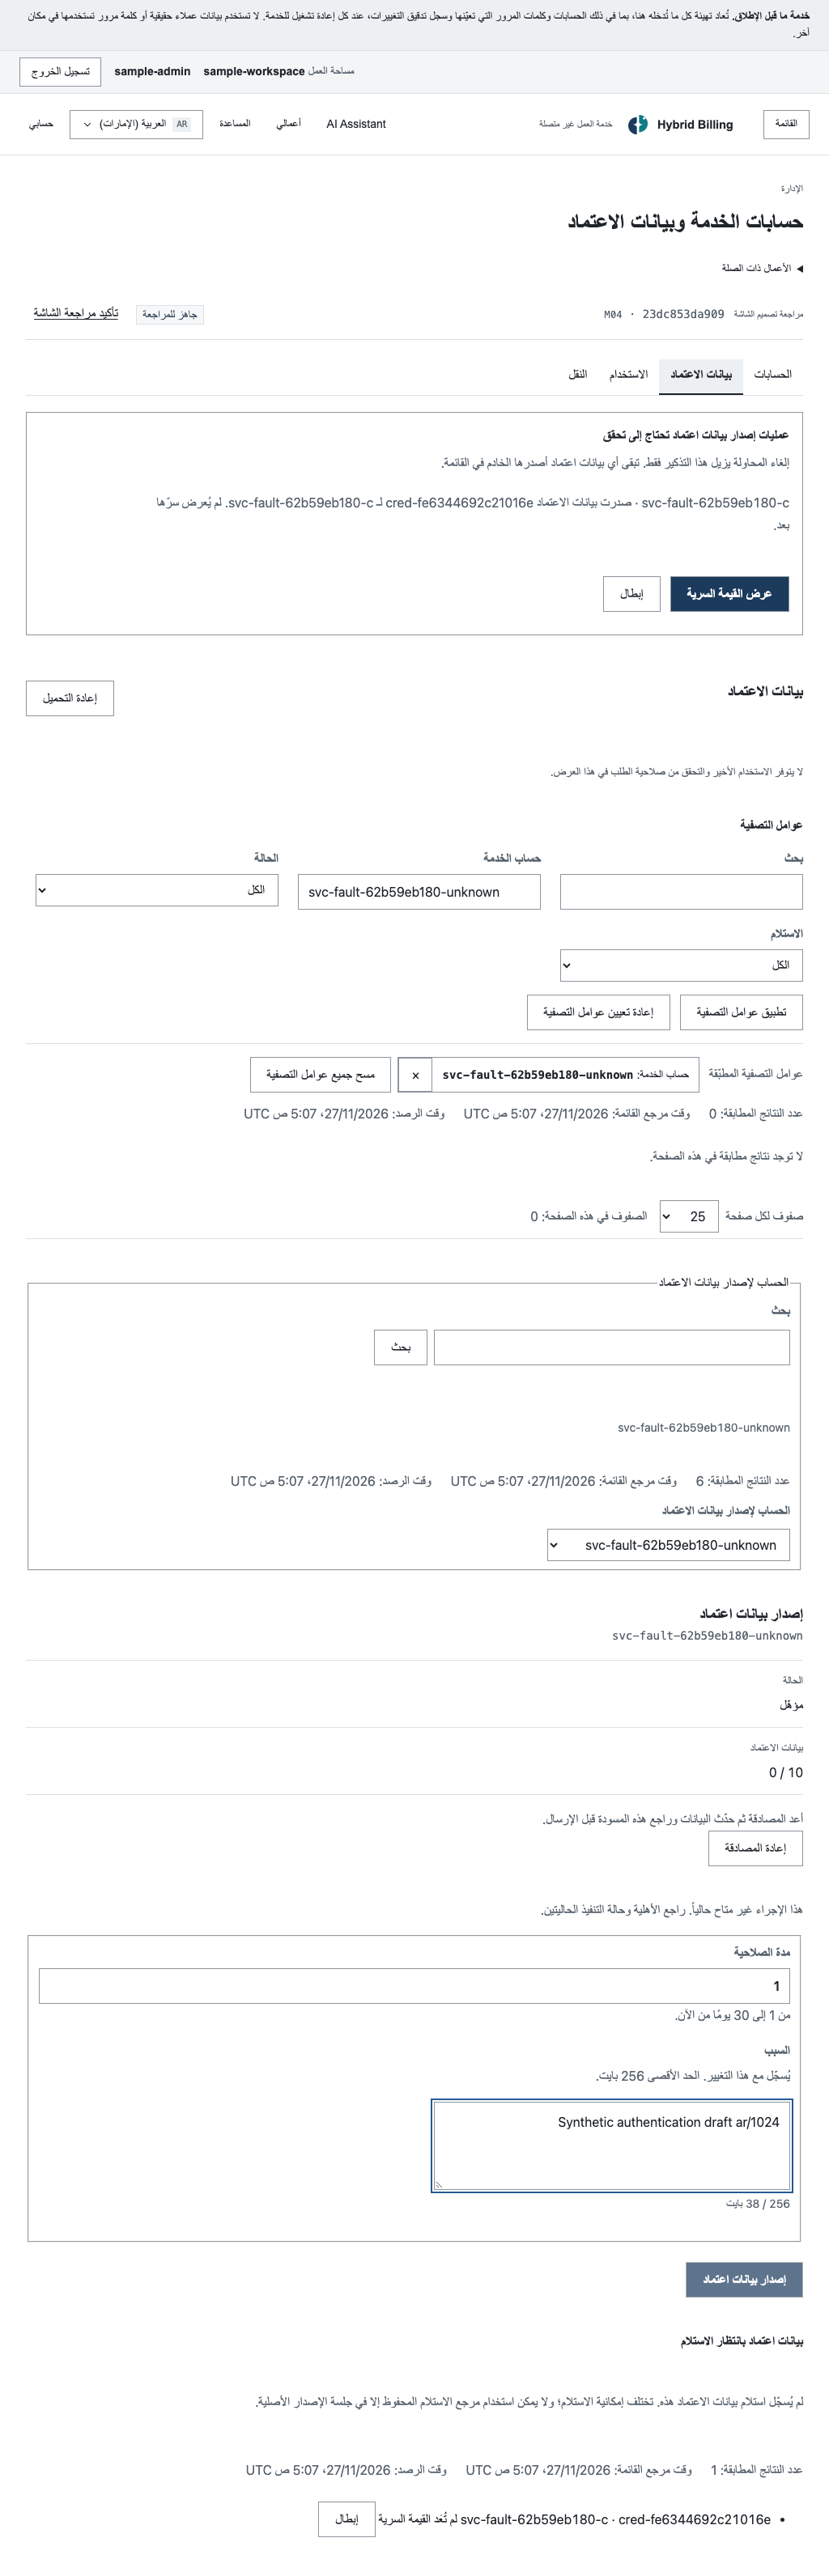 خدمة ما قبل الإطلاق. تُعاد تهيئة كل ما تُدخله هنا، بما في ذلك الحسابات وكلمات المرور التي تعيّنها وسجل تدقيق التغييرات، عند كل إعادة تشغيل للخدمة. لا تستخدم بيانات عملاء حقيقية أو كلمة مرور تستخدمها في مكان
آخر.
مساحة العمل sample-workspace sample-admin تسجيل الخروج
القائمة Hybrid Billing خدمة العمل غير متصلة AI Assistant أعمالي المساعدة AR العربية (الإمارات) حسابي
الإدارة
حسابات الخدمة وبيانات الاعتماد
الأعمال ذات الصلة
مراجعة تصميم الشاشة M04 · 23dc853da909 جاهز للمراجعة تأكيد مراجعة الشاشة
الحسابات بيانات الاعتماد الاستخدام النقل
عمليات إصدار بيانات اعتماد تحتاج إلى تحقق
إلغاء المحاولة يزيل هذا التذكير فقط. تبقى أي بيانات اعتماد أصدرها الخادم في القائمة.
svc-fault-62b59eb180-c · صدرت بيانات الاعتماد cred-fe6344692c21016e لـ svc-fault-62b59eb180-c. لم يُعرض سرّها
بعد.
عرض القيمة السرية إبطال
بيانات الاعتماد إعادة التحميل
لا يتوفر الاستخدام الأخير والتحقق من صلاحية الطلب في هذا العرض.
عوامل التصفية
بحث حساب الخدمة الحالة
svc-fault-62b59eb180-unknown الكل
الاستلام
الكل
تطبيق عوامل التصفية إعادة تعيين عوامل التصفية
عوامل التصفية المطبّقة حساب الخدمة: svc-fault-62b59eb180-unknown × مسح جميع عوامل التصفية
عدد النتائج المطابقة: 0 وقت مرجع القائمة: 27/11/2026، 5:07 ص UTC وقت الرصد: 27/11/2026، 5:07 ص UTC
لا توجد نتائج مطابقة في هذه الصفحة.
صفوف لكل صفحة 25 الصفوف في هذه الصفحة: 0
الحساب لإصدار بيانات الاعتماد
بحث
بحث
svc-fault-62b59eb180-unknown
عدد النتائج المطابقة: 6 وقت مرجع القائمة: 27/11/2026، 5:07 ص UTC وقت الرصد: 27/11/2026، 5:07 ص UTC
الحساب لإصدار بيانات الاعتماد
svc-fault-62b59eb180-unknown
إصدار بيانات اعتماد
svc-fault-62b59eb180-unknown
الحالة
مؤهّل
بيانات الاعتماد
0 / 10
أعد المصادقة ثم حدّث البيانات وراجع هذه المسودة قبل الإرسال.
إعادة المصادقة
هذا الإجراء غير متاح حالياً. راجع الأهلية وحالة التنفيذ الحاليتين.
مدة الصلاحية
1
من 1 إلى 30 يومًا من الآن.
السبب
يُسجّل مع هذا التغيير. الحد الأقصى 256 بايت.
Synthetic authentication draft ar/1024
256 / 38 بايت
إصدار بيانات اعتماد
بيانات اعتماد بانتظار الاستلام
لم يُسجّل استلام بيانات الاعتماد هذه. تختلف إمكانية الاستلام؛ ولا يمكن استخدام مرجع الاستلام المحفوظ إلا في جلسة الإصدار الأصلية.
عدد النتائج المطابقة: 1 وقت مرجع القائمة: 27/11/2026، 5:07 ص UTC وقت الرصد: 27/11/2026، 5:07 ص UTC
• svc-fault-62b59eb180-c · cred-fe6344692c21016e لم تُعَد القيمة السرية إبطال